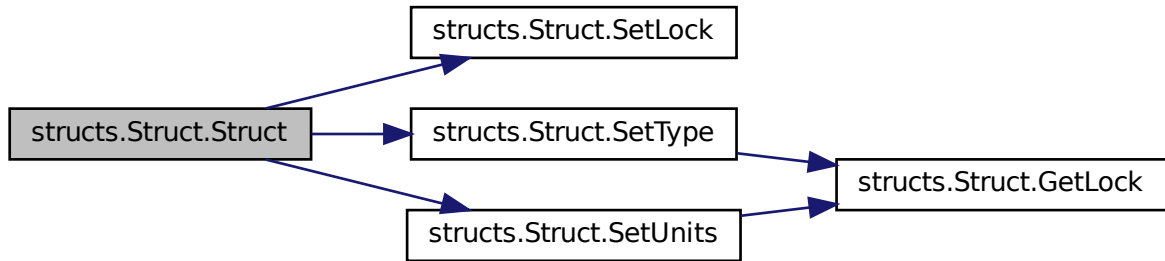 structs.Struct.SetLock
structs.Struct.Struct
structs.Struct.SetType
structs.Struct.GetLock
structs.Struct.SetUnits